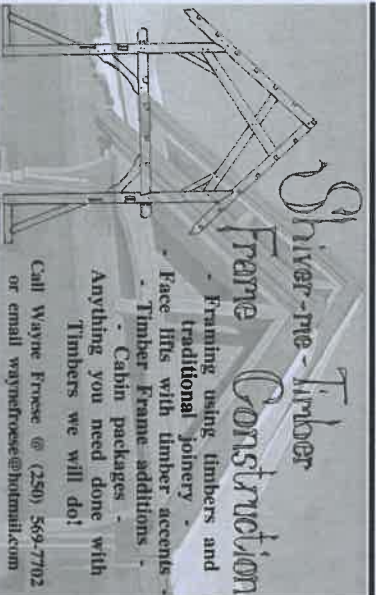 Shiver-me-Timber
Frame Construction
- Framing using timbers and
traditional joinery -
- Face lifts with timber accents -
- Timber Frame additions -
- Cabin packages -
Anything you need done with
Timbers we will do!
Call Wayne Froese @ (250) 569-7702
or email waynefroese@hotmail.com